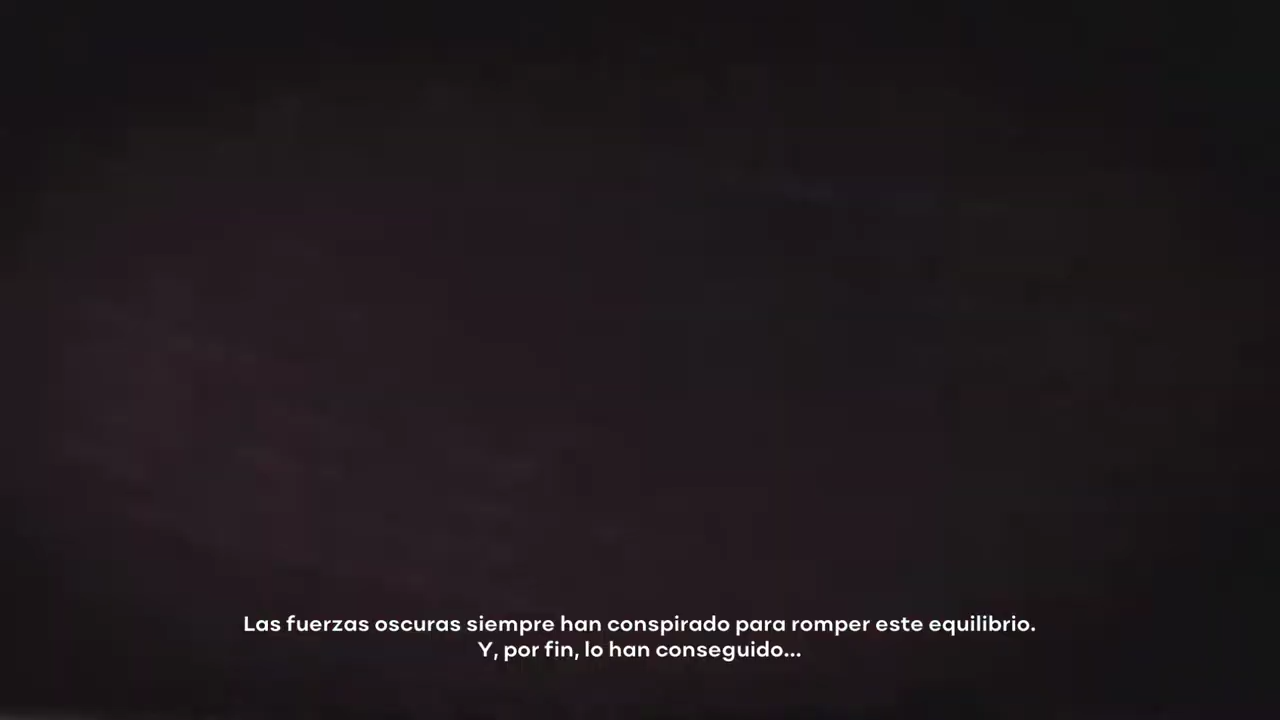 Las fuerzas oscuras siempre han conspirado para romper este equilibrio.
Y, por fin, lo han conseguido...